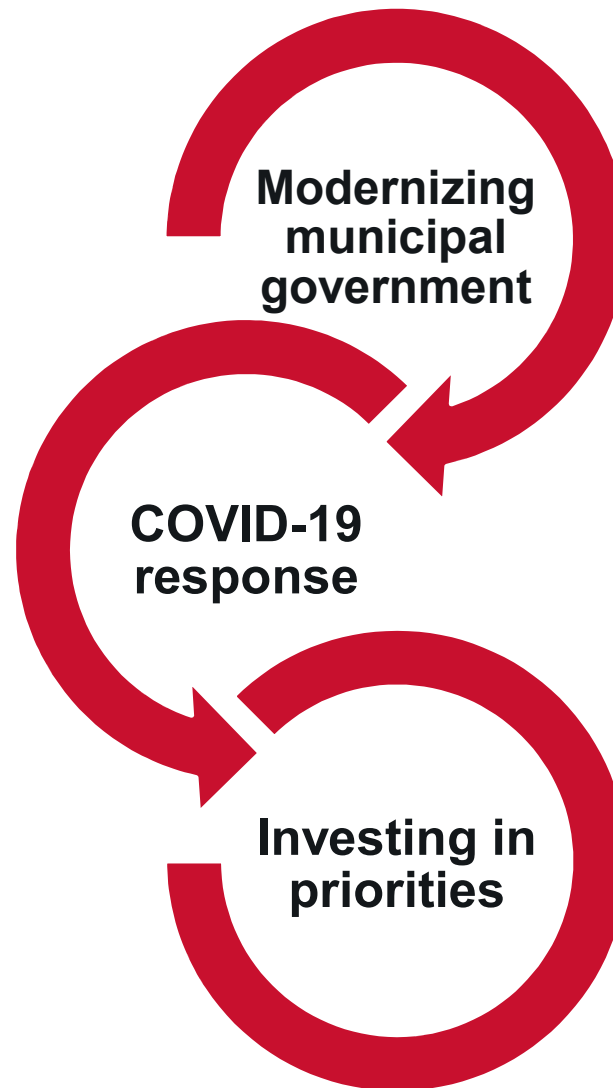 Modernizing
municipal
government
COVID-19
response
Investing in
priorities